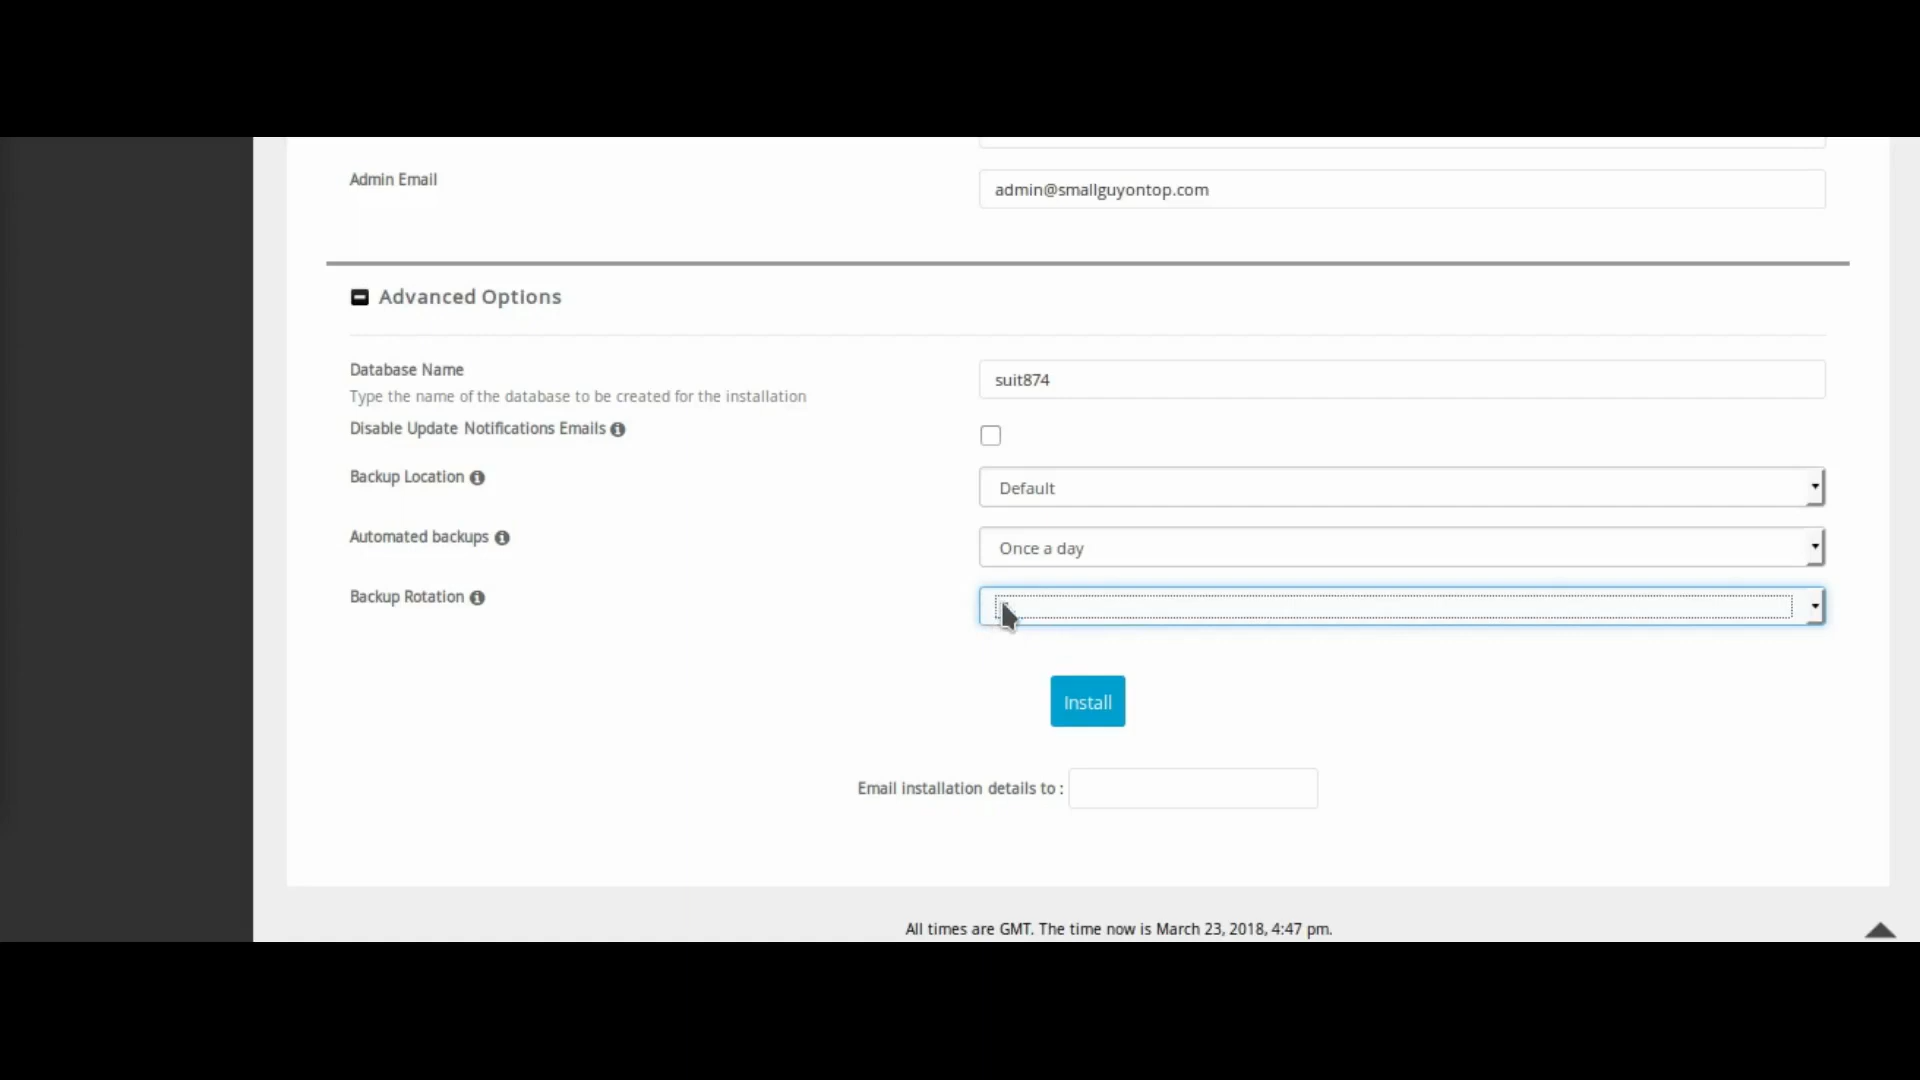 Admin Email
admin@smallguyontop.com
Advanced Options
Database Name
suit874
Type the name of the database to be created for the installation
Disable Update Notifications Emails
Backup Location
Default
Automated backups
Once a day
Backup Rotation
Install
Email installation details to :
All times are GMT. The time now is March 23, 2018, 4:47 pm.